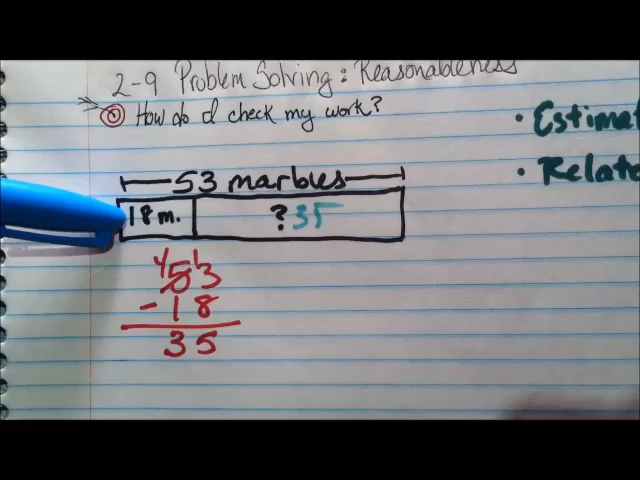 2-9 Problem Solving: Reasonableness
Q How do I check my work?
• Estimat
• Relate
53 marbles
18 m. ? 35
4 1
53
- 18
35